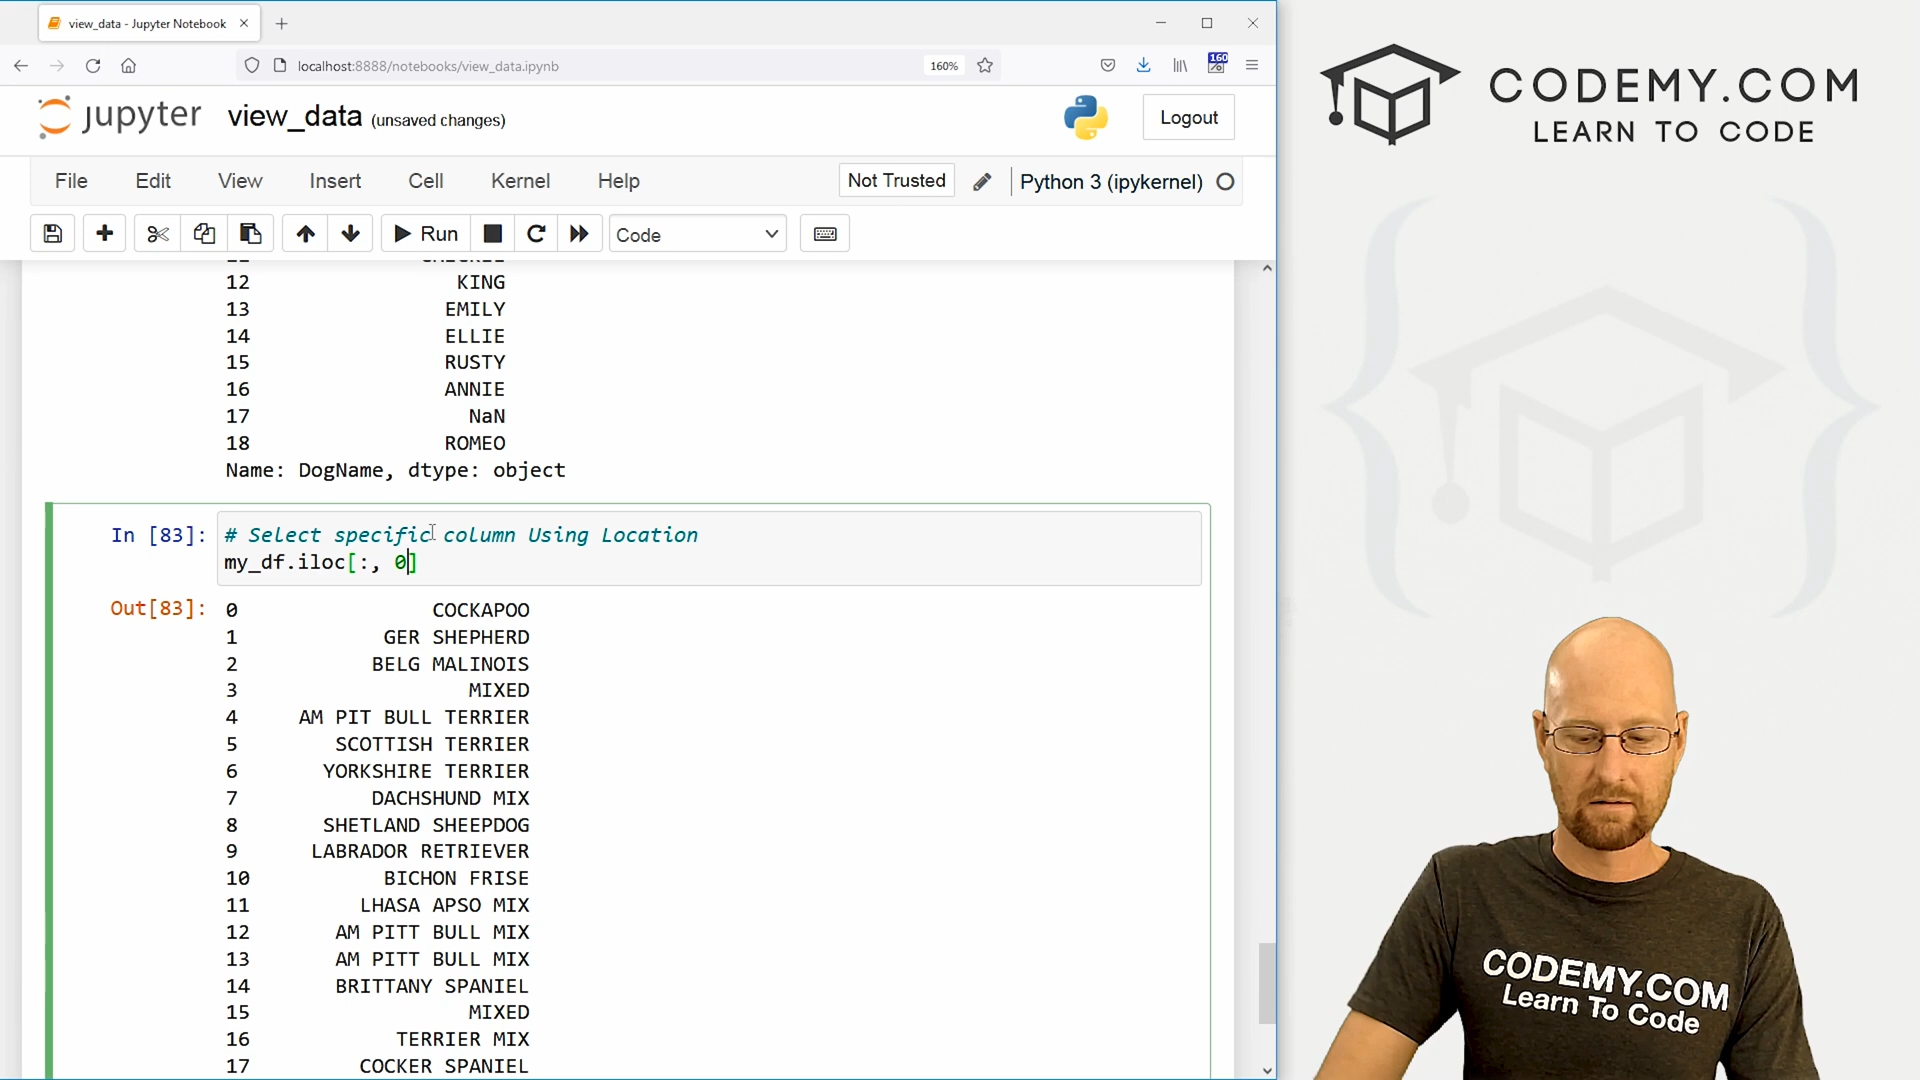 view_data - Jupyter Notebook
localhost:8888/notebooks/view_data.ipynb
160%
160
jupyter view_data (unsaved changes)
Logout
File Edit View Insert Cell Kernel Help
Not Trusted
Python 3 (ipykernel)
Run
Code
12 KING
13 EMILY
14 ELLIE
15 RUSTY
16 ANNIE
17 NaN
18 ROMEO
Name: DogName, dtype: object
In [83]: # Select specific column Using Location
my_df.iloc[:, 0]
Out[83]: 0 COCKAPOO
1 GER SHEPHERD
2 BELG MALINOIS
3 MIXED
4 AM PIT BULL TERRIER
5 SCOTTISH TERRIER
6 YORKSHIRE TERRIER
7 DACHSHUND MIX
8 SHETLAND SHEEPDOG
9 LABRADOR RETRIEVER
10 BICHON FRISE
11 LHASA APSO MIX
12 AM PITT BULL MIX
13 AM PITT BULL MIX
14 BRITTANY SPANIEL
15 MIXED
16 TERRIER MIX
17 COCKER SPANIEL
CODEMY.COM
LEARN TO CODE
CODEMY.COM
Learn To Code